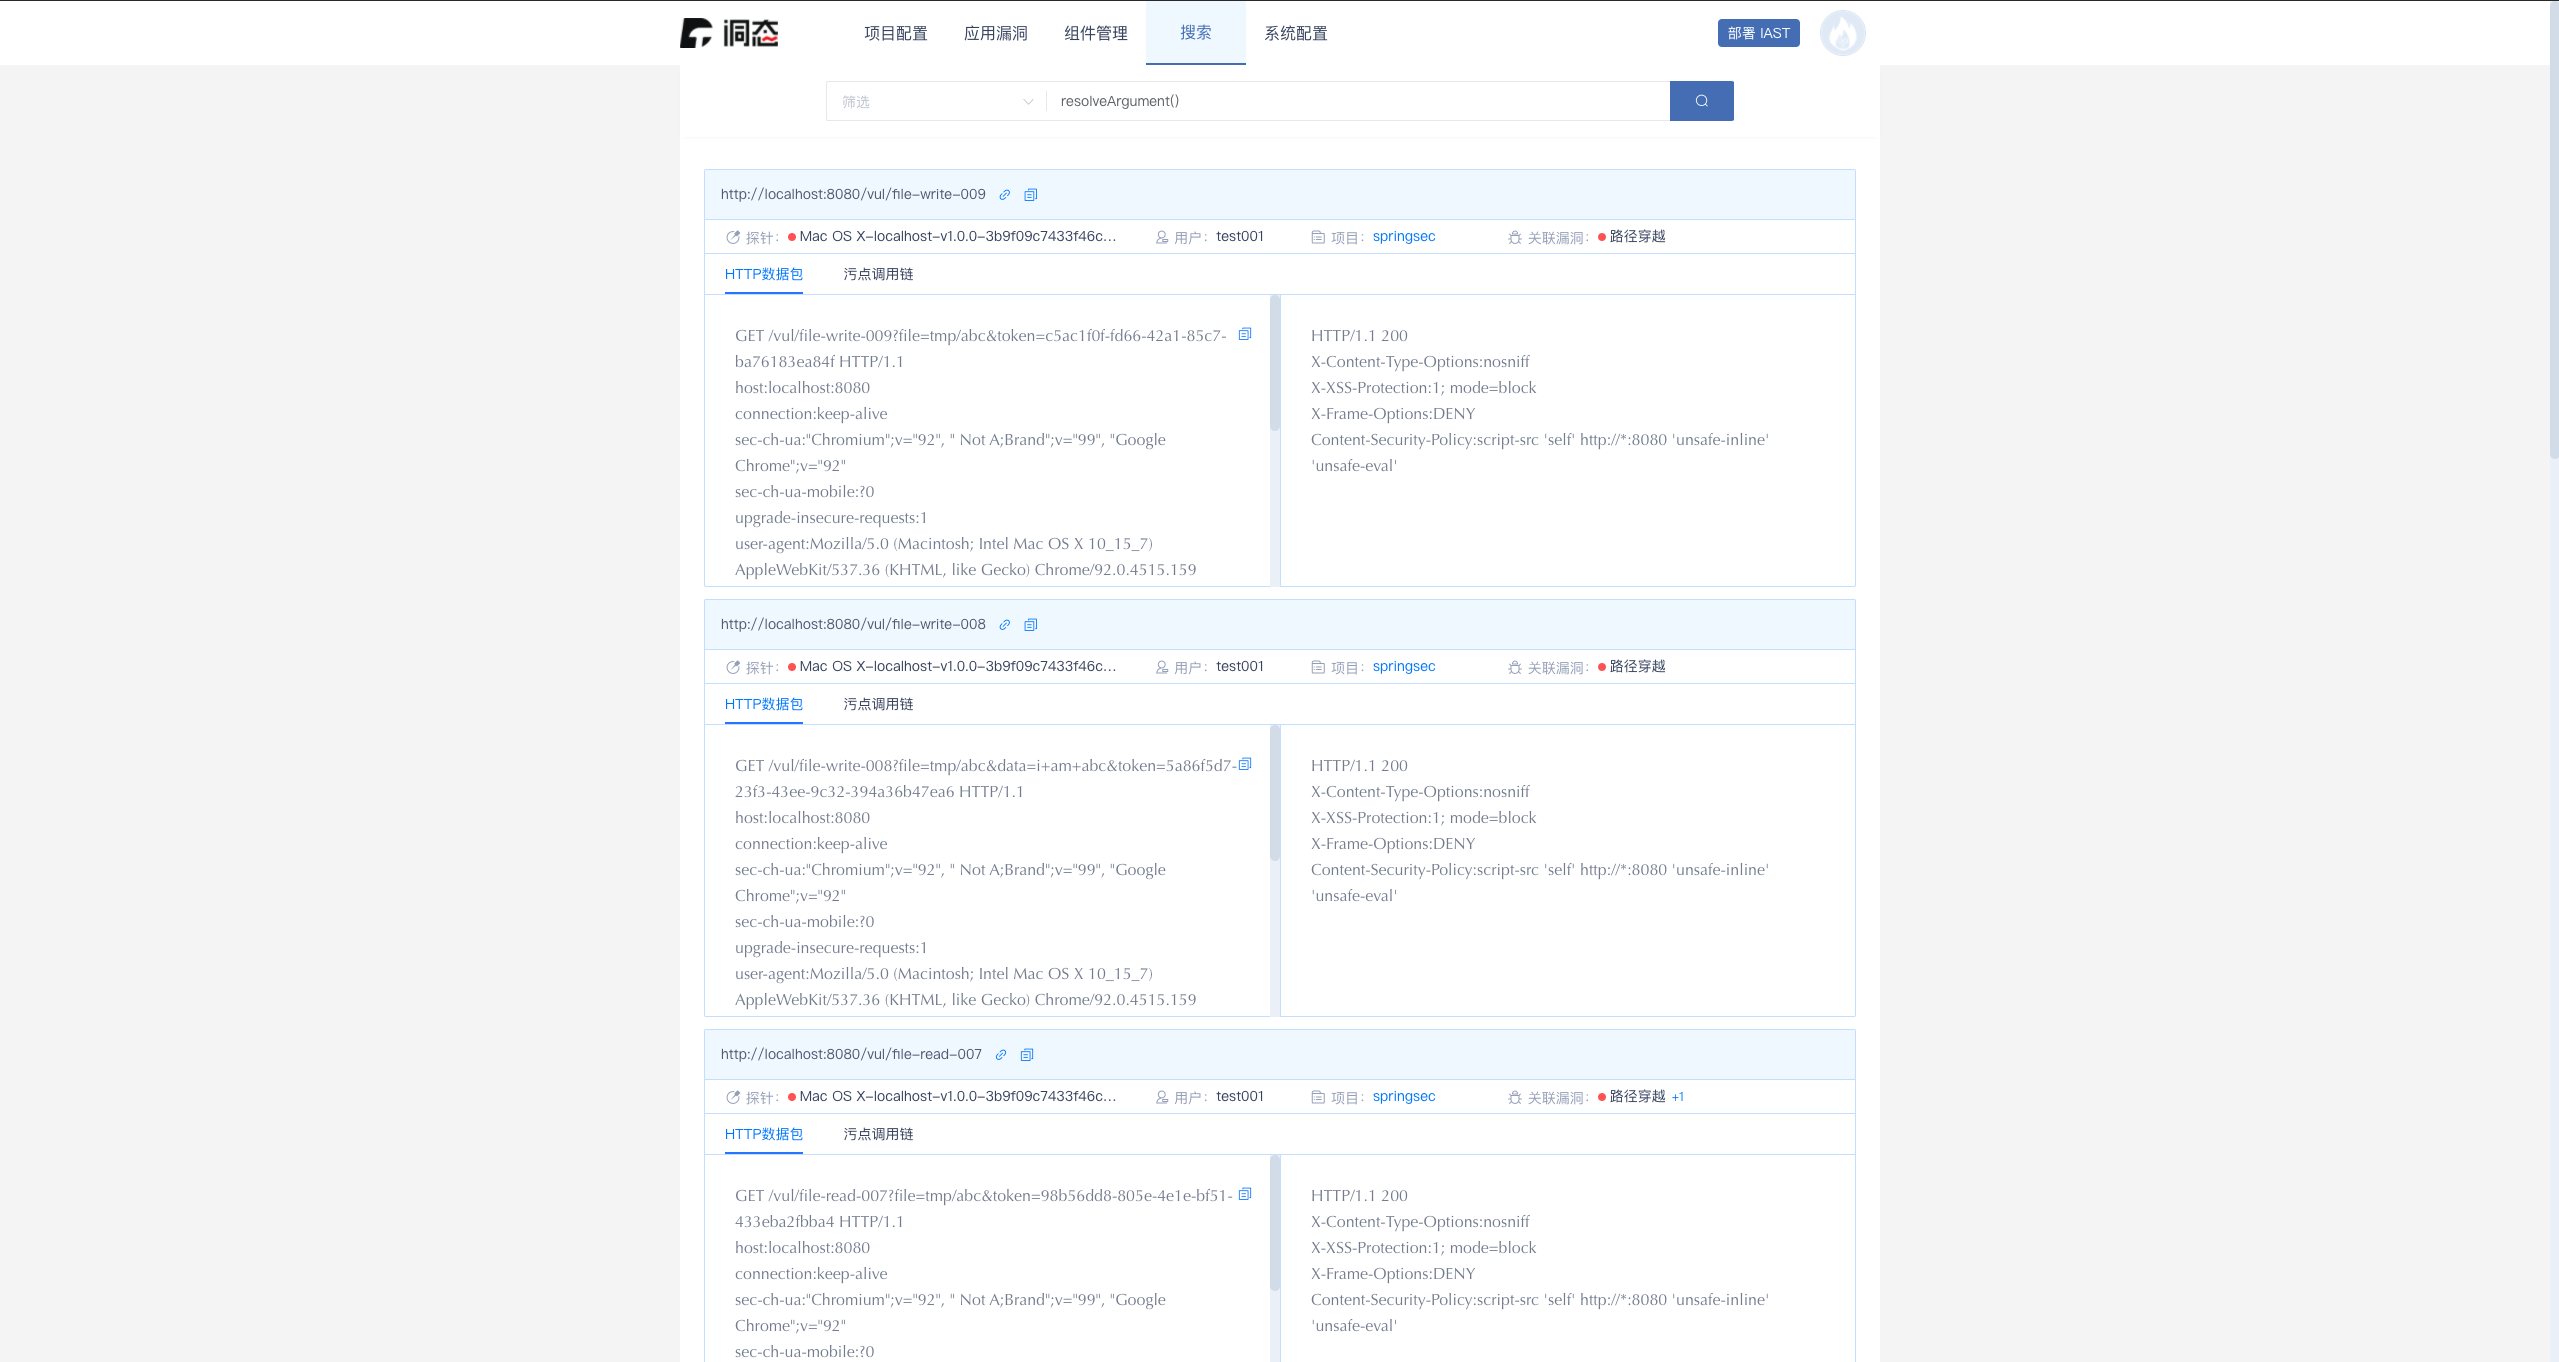 洞态 项目配置 应用漏洞 组件管理 搜索 系统配置 部署 IAST
筛选 resolveArgument()
http://localhost:8080/vul/file-write-009
探针: Mac OS X-localhost-v1.0.0-3b9f09c7433f46c... 用户: test001 项目: springsec 关联漏洞: 路径穿越
HTTP数据包 污点调用链
GET /vul/file-write-009?file=tmp/abc&token=c5ac1f0f-fd66-42a1-85c7-
ba76183ea84f HTTP/1.1
host:localhost:8080
connection:keep-alive
sec-ch-ua:"Chromium";v="92", " Not A;Brand";v="99", "Google
Chrome";v="92"
sec-ch-ua-mobile:?0
upgrade-insecure-requests:1
user-agent:Mozilla/5.0 (Macintosh; Intel Mac OS X 10_15_7)
AppleWebKit/537.36 (KHTML, like Gecko) Chrome/92.0.4515.159
HTTP/1.1 200
X-Content-Type-Options:nosniff
X-XSS-Protection:1; mode=block
X-Frame-Options:DENY
Content-Security-Policy:script-src 'self' http://*:8080 'unsafe-inline'
'unsafe-eval'
http://localhost:8080/vul/file-write-008
探针: Mac OS X-localhost-v1.0.0-3b9f09c7433f46c... 用户: test001 项目: springsec 关联漏洞: 路径穿越
HTTP数据包 污点调用链
GET /vul/file-write-008?file=tmp/abc&data=i+am+abc&token=5a86f5d7-
23f3-43ee-9c32-394a36b47ea6 HTTP/1.1
host:localhost:8080
connection:keep-alive
sec-ch-ua:"Chromium";v="92", " Not A;Brand";v="99", "Google
Chrome";v="92"
sec-ch-ua-mobile:?0
upgrade-insecure-requests:1
user-agent:Mozilla/5.0 (Macintosh; Intel Mac OS X 10_15_7)
AppleWebKit/537.36 (KHTML, like Gecko) Chrome/92.0.4515.159
HTTP/1.1 200
X-Content-Type-Options:nosniff
X-XSS-Protection:1; mode=block
X-Frame-Options:DENY
Content-Security-Policy:script-src 'self' http://*:8080 'unsafe-inline'
'unsafe-eval'
http://localhost:8080/vul/file-read-007
探针: Mac OS X-localhost-v1.0.0-3b9f09c7433f46c... 用户: test001 项目: springsec 关联漏洞: 路径穿越 +1
HTTP数据包 污点调用链
GET /vul/file-read-007?file=tmp/abc&token=98b56dd8-805e-4e1e-bf51-
433eba2fbba4 HTTP/1.1
host:localhost:8080
connection:keep-alive
sec-ch-ua:"Chromium";v="92", " Not A;Brand";v="99", "Google
Chrome";v="92"
sec-ch-ua-mobile:?0
HTTP/1.1 200
X-Content-Type-Options:nosniff
X-XSS-Protection:1; mode=block
X-Frame-Options:DENY
Content-Security-Policy:script-src 'self' http://*:8080 'unsafe-inline'
'unsafe-eval'